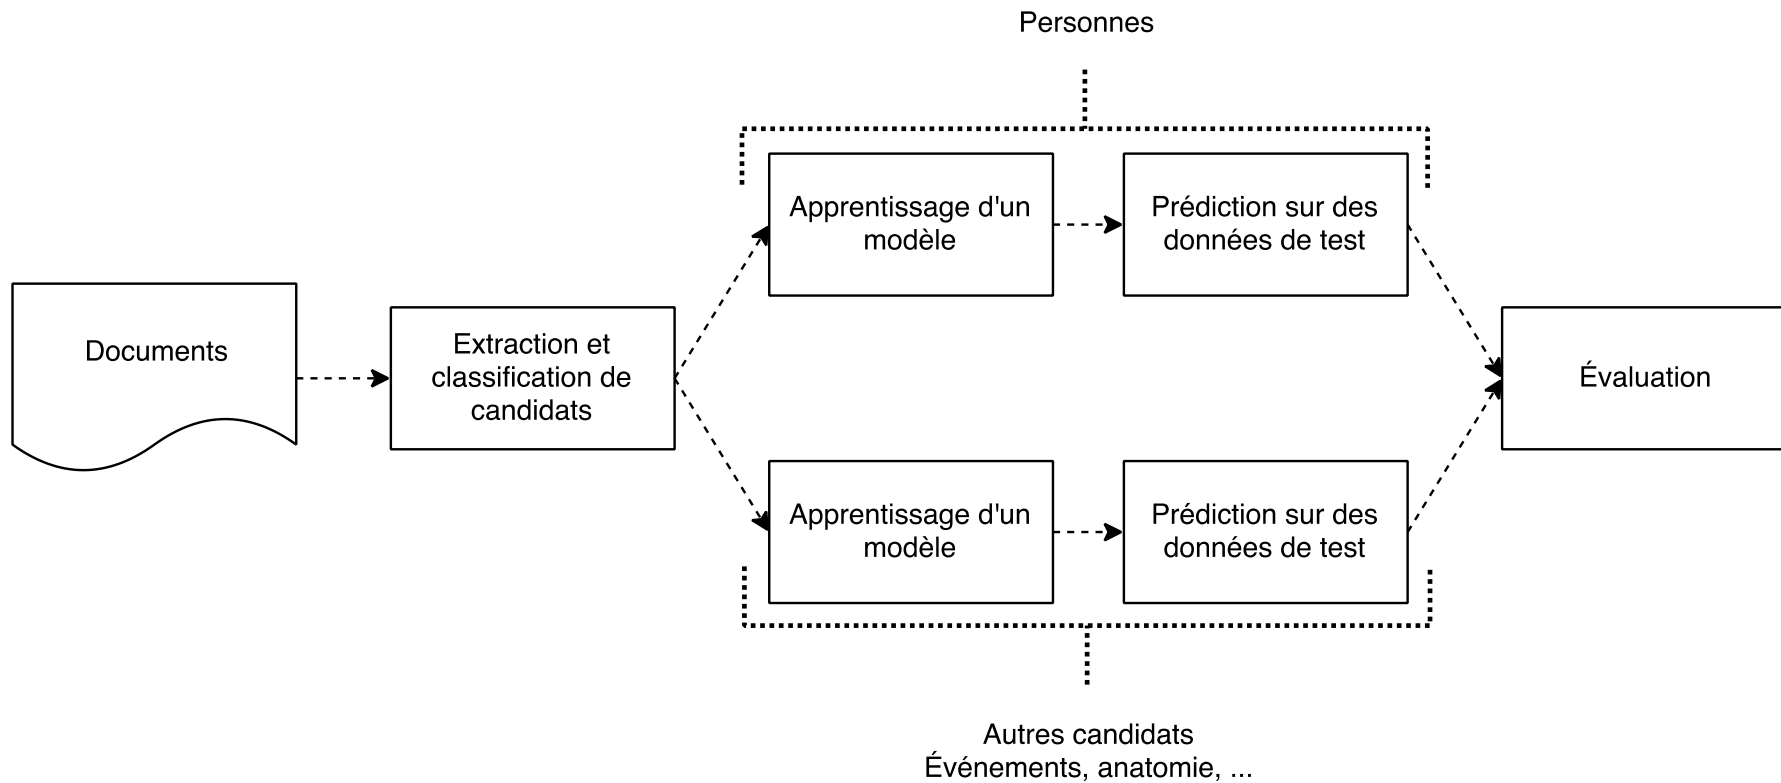 Personnes
Apprentissage d'un
modèle
Prédiction sur des
données de test
Documents
Extraction et
classification de
candidats
Évaluation
Apprentissage d'un
modèle
Prédiction sur des
données de test
Autres candidats
Événements, anatomie, ...